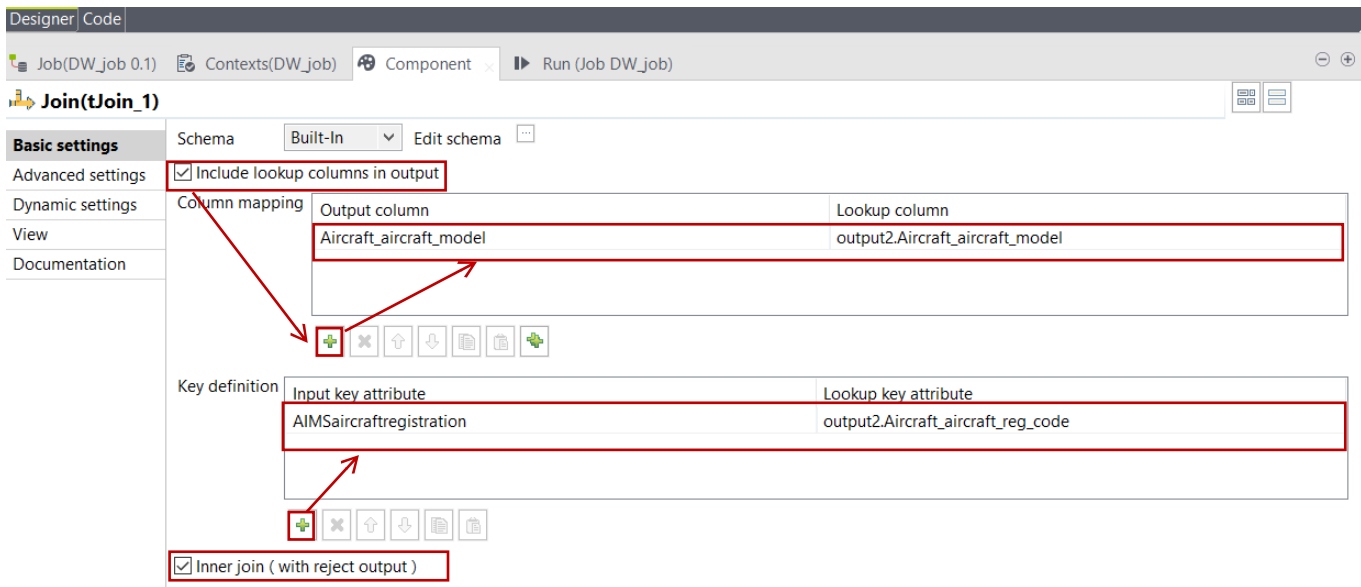 Designer Code
Job(DW_job 0.1) Contexts(DW_job) Component Run (Job DW_job)
Join(tJoin_1)
Basic settings
Advanced settings
Dynamic settings
View
Documentation
Schema Built-In Edit schema ...
Include lookup columns in output
Column mapping Output column Lookup column
Aircraft_aircraft_model output2.Aircraft_aircraft_model
Key definition Input key attribute Lookup key attribute
AIMSaircraftregistration output2.Aircraft_aircraft_reg_code
Inner join ( with reject output )